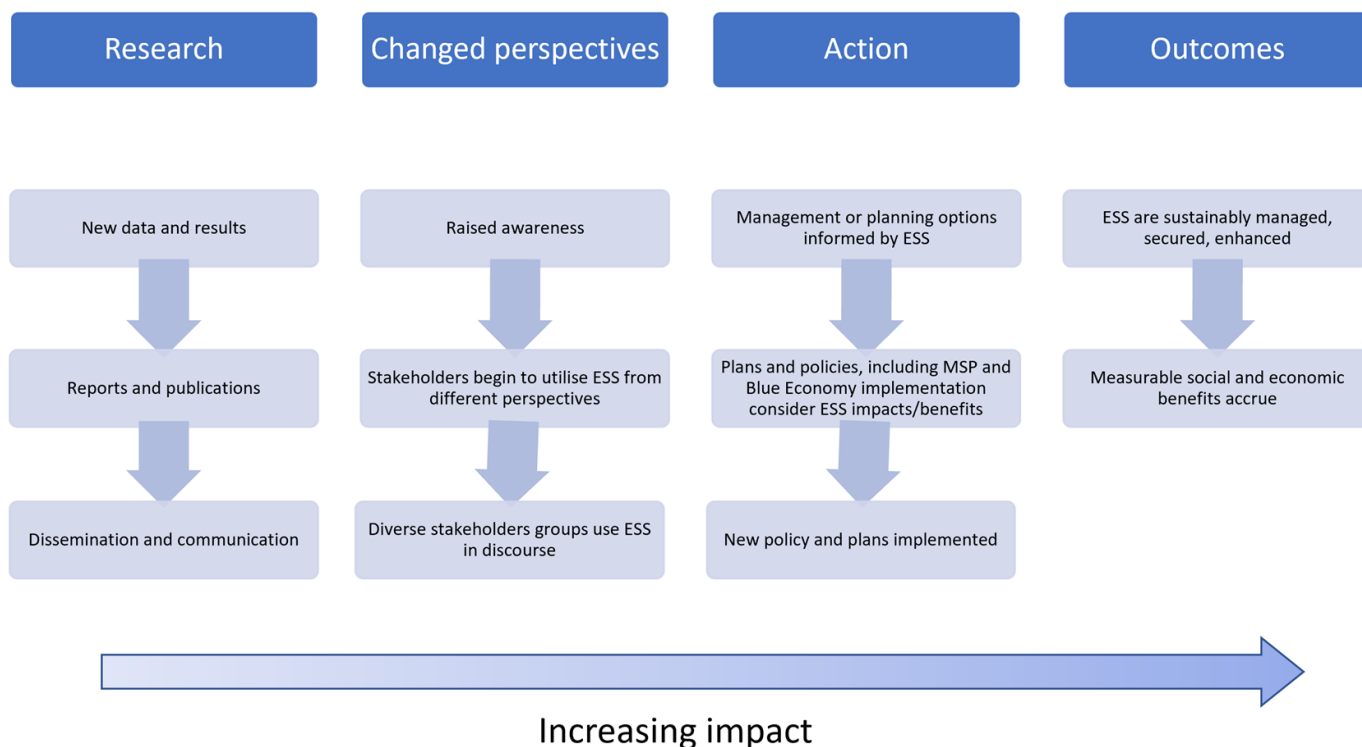 Research
Changed perspectives
Action
Outcomes
New data and results
Reports and publications
Dissemination and communication
Raised awareness
Stakeholders begin to utilise ESS from
different perspectives
Diverse stakeholders groups use ESS
in discourse
Management or planning options
informed by ESS
Plans and policies, including MSP and
Blue Economy implementation
consider ESS impacts/benefits
New policy and plans implemented
ESS are sustainably managed,
secured, enhanced
Measurable social and economic
benefits accrue
Increasing impact